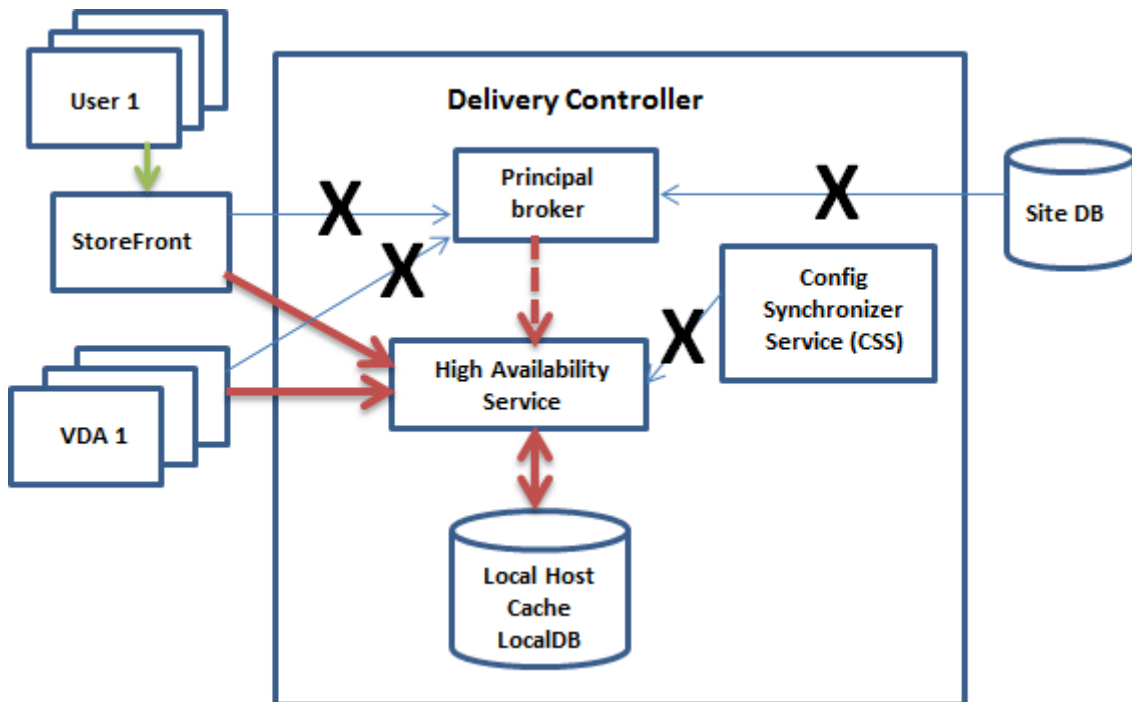 User 1
Delivery Controller
Principal
broker
X
X
StoreFront
Site DB
X
Config
Synchronizer
Service (CSS)
X
High Availability
Service
VDA 1
Local Host
Cache
LocalDB